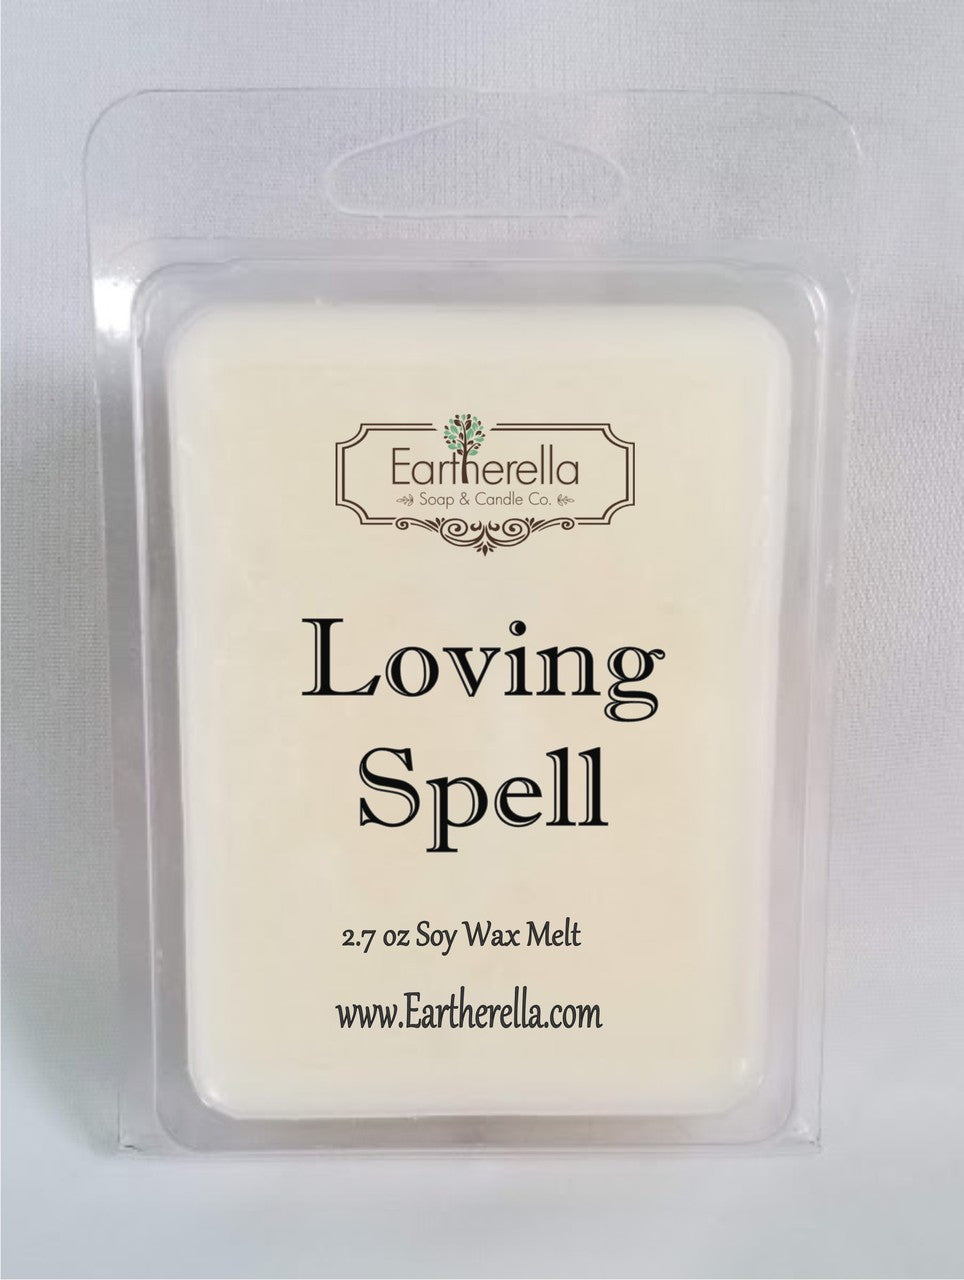 Eartherella
Soap & Candle Co.
Loving
Spell
2.7 oz Soy Wax Melt
www.Eartherella.com